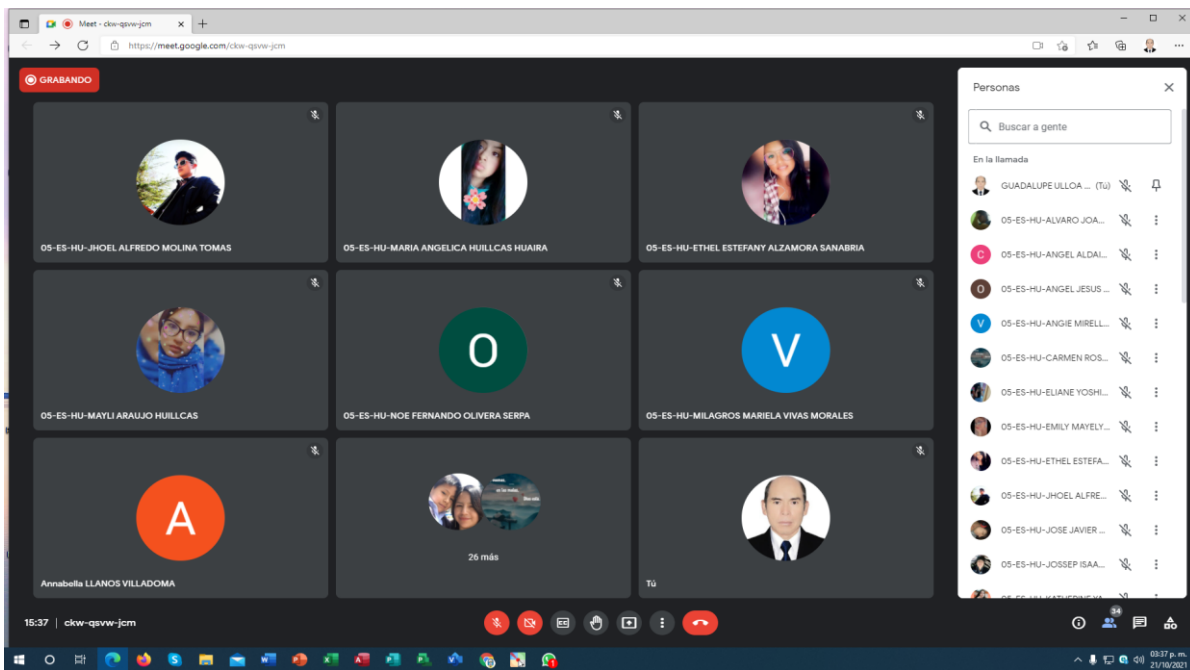 Meet - ckw-qsvw-jcm
https://meet.google.com/ckw-qsvw-jcm
GRABANDO
05-ES-HU-JHOEL ALFREDO MOLINA TOMAS
05-ES-HU-MARIA ANGELICA HUILLCAS HUAIRA
05-ES-HU-ETHEL ESTEFANY ALZAMORA SANABRIA
05-ES-HU-MAYLI ARAUJO HUILLCAS
O
05-ES-HU-NOE FERNANDO OLIVERA SERPA
V
05-ES-HU-MILAGROS MARIELA VIVAS MORALES
A
Annabella LLANOS VILLADOMA
26 más
Tú
Personas
Buscar a gente
En la llamada
GUADALUPE ULLOA ... (Tú)
05-ES-HU-ALVARO JOA...
C 05-ES-HU-ANGEL ALDAI...
O 05-ES-HU-ANGEL JESUS ...
V 05-ES-HU-ANGIE MIRELL...
05-ES-HU-CARMEN ROS...
05-ES-HU-ELIANE YOSHI...
05-ES-HU-EMILY MAYELY...
05-ES-HU-ETHEL ESTEFA...
05-ES-HU-JHOEL ALFRE...
05-ES-HU-JOSE JAVIER ...
05-ES-HU-JOSSEP ISAA...
15:37 | ckw-qsvw-jcm
34
03:37 p. m.
21/10/2021